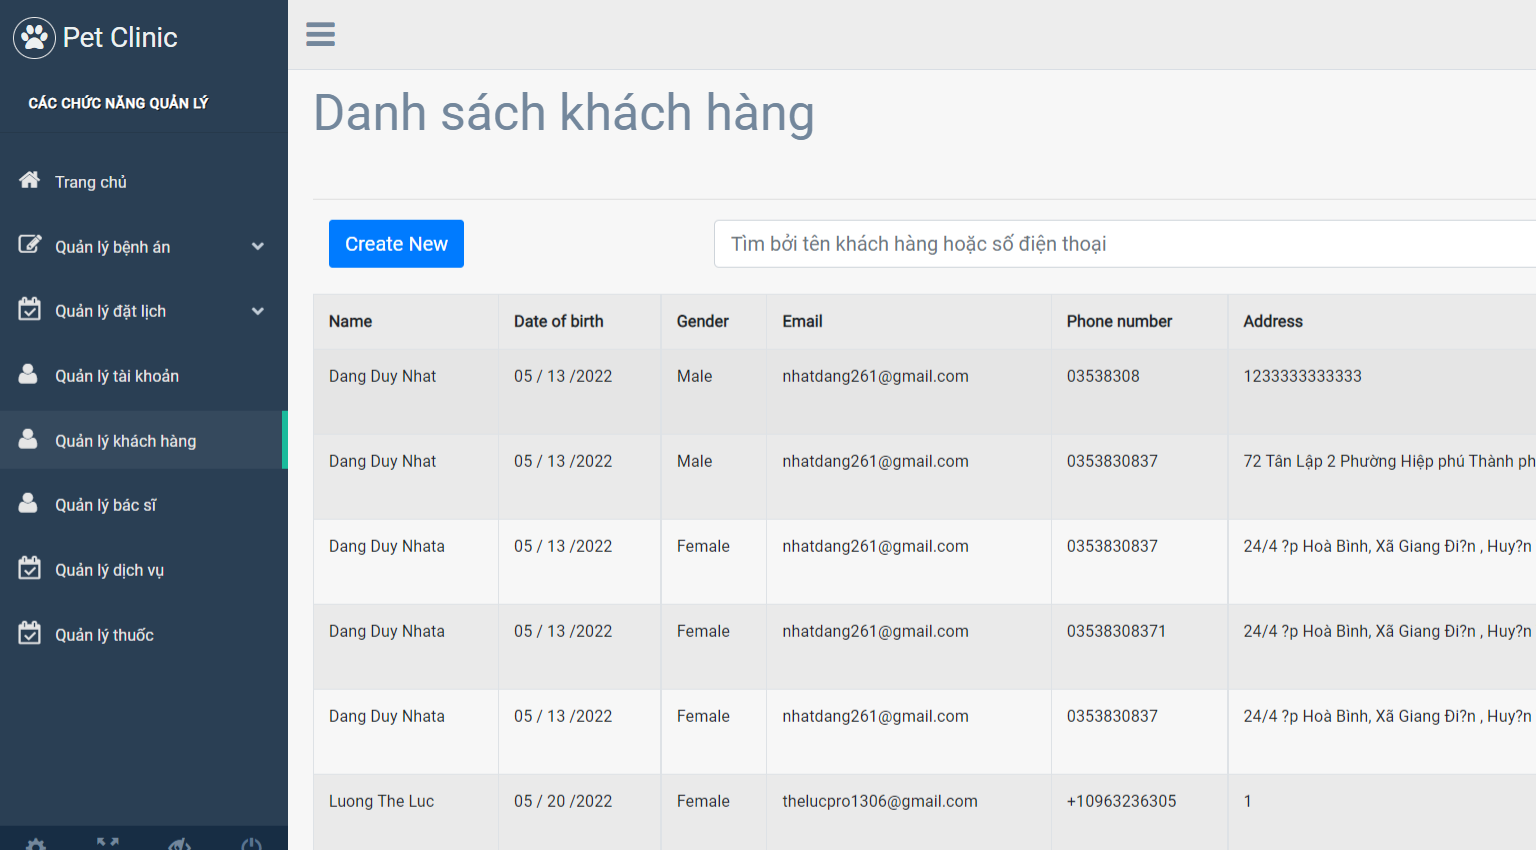 Pet Clinic
CÁC CHỨC NĂNG QUẢN LÝ
Trang chủ
Quản lý bệnh án
Quản lý đặt lịch
Quản lý tài khoản
Quản lý khách hàng
Quản lý bác sĩ
Quản lý dịch vụ
Quản lý thuốc
Danh sách khách hàng
Create New
Tìm bởi tên khách hàng hoặc số điện thoại
Name Date of birth Gender Email Phone number Address
Dang Duy Nhat 05 / 13 /2022 Male nhatdang261@gmail.com 03538308 1233333333333
Dang Duy Nhat 05 / 13 /2022 Male nhatdang261@gmail.com 0353830837 72 Tân Lập 2 Phường Hiệp phú Thành ph
Dang Duy Nhata 05 / 13 /2022 Female nhatdang261@gmail.com 0353830837 24/4 ?p Hoà Bình, Xã Giang Đi?n , Huy?n
Dang Duy Nhata 05 / 13 /2022 Female nhatdang261@gmail.com 03538308371 24/4 ?p Hoà Bình, Xã Giang Đi?n , Huy?n
Dang Duy Nhata 05 / 13 /2022 Female nhatdang261@gmail.com 0353830837 24/4 ?p Hoà Bình, Xã Giang Đi?n , Huy?n
Luong The Luc 05 / 20 /2022 Female thelucpro1306@gmail.com +10963236305 1